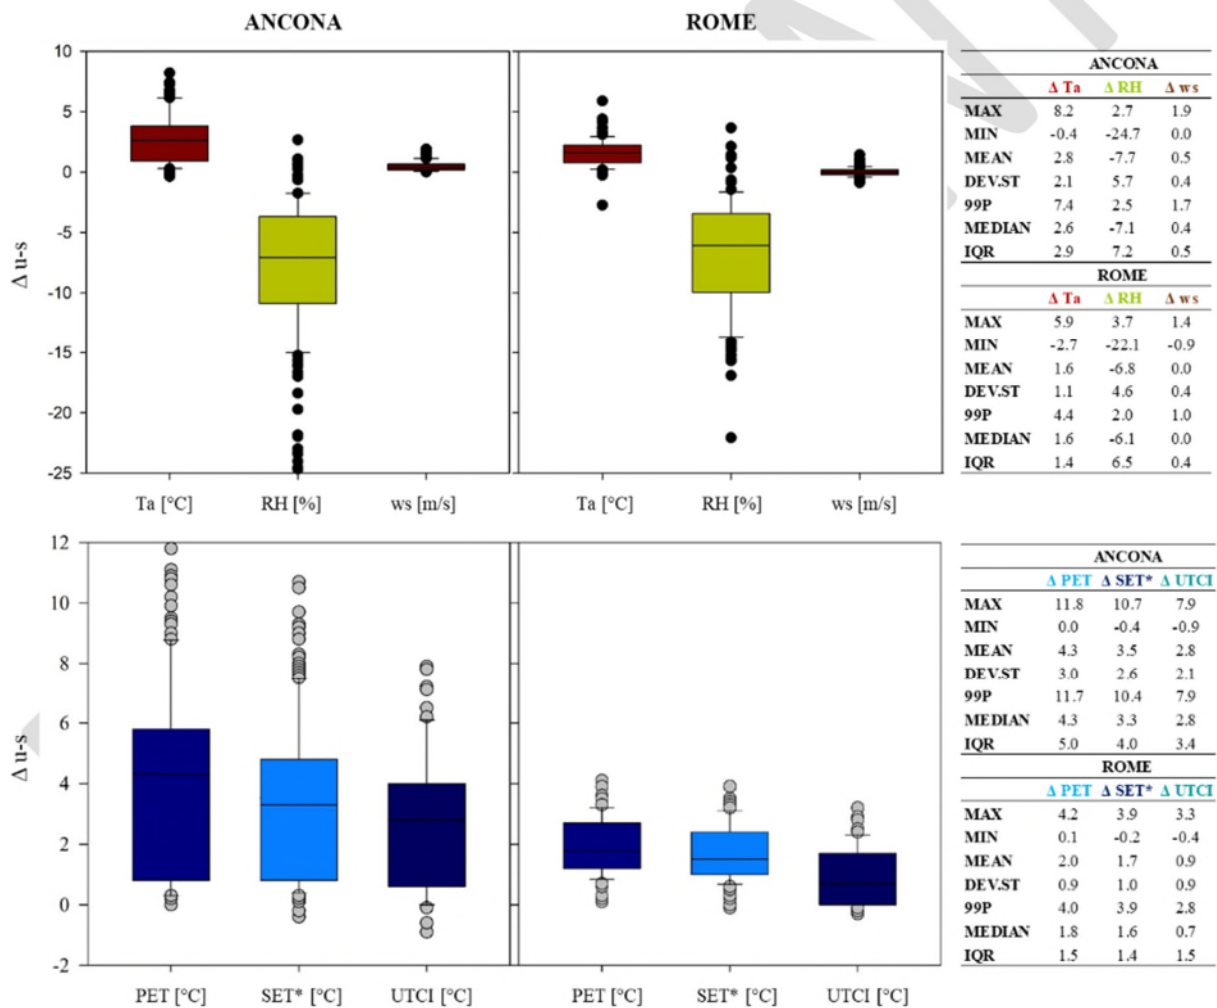 ANCONA ROME
10
5
0
-5
-10
-15
-20
-25
Δ u-s
Ta [°C] RH [%] ws [m/s] Ta [°C] RH [%] ws [m/s]
ANCONA
Δ Ta Δ RH Δ ws
MAX 8.2 2.7 1.9
MIN -0.4 -24.7 0.0
MEAN 2.8 -7.7 0.5
DEV.ST 2.1 5.7 0.4
99P 7.4 2.5 1.7
MEDIAN 2.6 -7.1 0.4
IQR 2.9 7.2 0.5
ROME
Δ Ta Δ RH Δ ws
MAX 5.9 3.7 1.4
MIN -2.7 -22.1 -0.9
MEAN 1.6 -6.8 0.0
DEV.ST 1.1 4.6 0.4
99P 4.4 2.0 1.0
MEDIAN 1.6 -6.1 0.0
IQR 1.4 6.5 0.4
12
10
8
6
4
2
0
-2
Δ u-s
PET [°C] SET* [°C] UTCI [°C] PET [°C] SET* [°C] UTCI [°C]
ANCONA
Δ PET Δ SET* Δ UTCI
MAX 11.8 10.7 7.9
MIN 0.0 -0.4 -0.9
MEAN 4.3 3.5 2.8
DEV.ST 3.0 2.6 2.1
99P 11.7 10.4 7.9
MEDIAN 4.3 3.3 2.8
IQR 5.0 4.0 3.4
ROME
Δ PET Δ SET* Δ UTCI
MAX 4.2 3.9 3.3
MIN 0.1 -0.2 -0.4
MEAN 2.0 1.7 0.9
DEV.ST 0.9 1.0 0.9
99P 4.0 3.9 2.8
MEDIAN 1.8 1.6 0.7
IQR 1.5 1.4 1.5